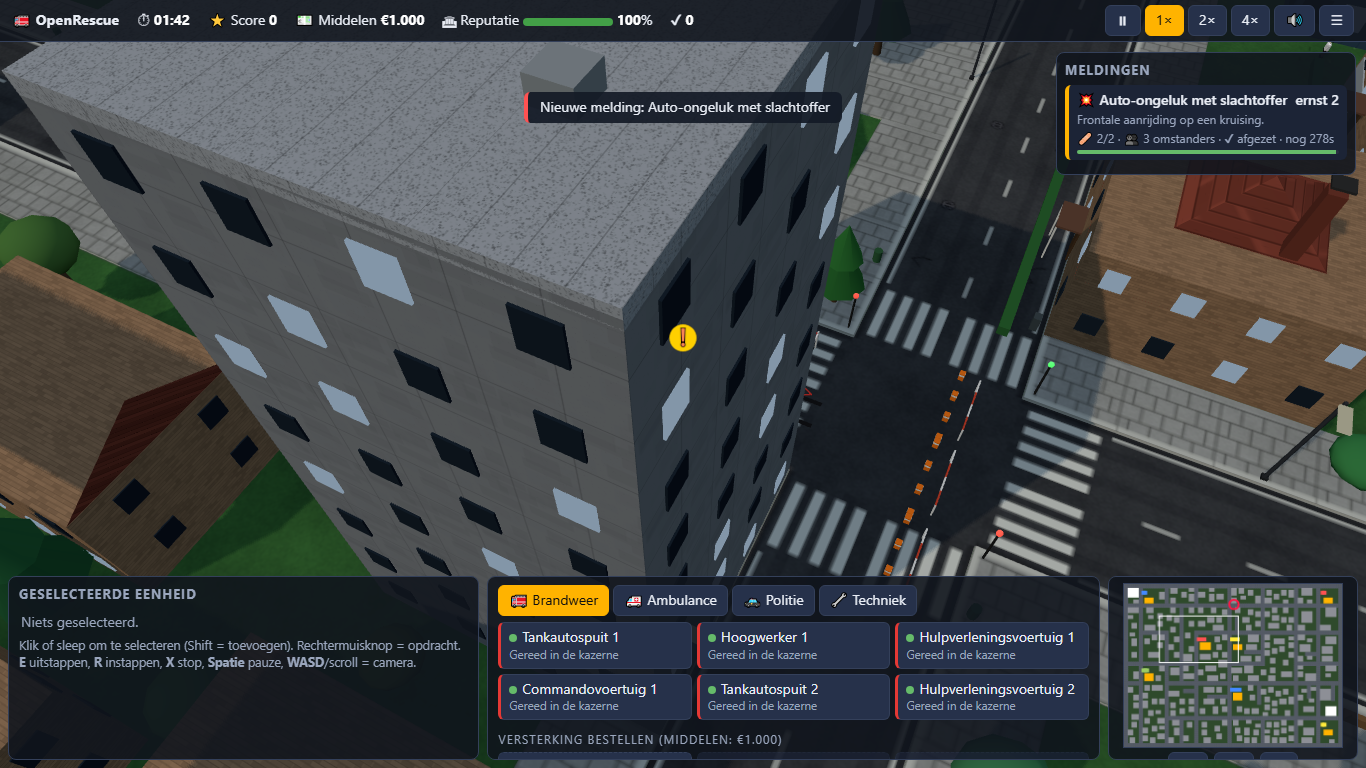 OpenRescue 01:42 Score 0 Middelen €1.000 Reputatie 100% ✓ 0 1× 2× 4×
MELDINGEN
Auto-ongeluk met slachtoffer ernst 2
Frontale aanrijding op een kruising.
2/2 · 3 omstanders · ✓ afgezet · nog 278s
Nieuwe melding: Auto-ongeluk met slachtoffer
GESELECTEERDE EENHEID
Niets geselecteerd.
Klik of sleep om te selecteren (Shift = toevoegen). Rechtermuisknop = opdracht.
E uitstappen, R instappen, X stop, Spatie pauze, WASD/scroll = camera.
Brandweer Ambulance Politie Techniek
Tankautospuit 1
Gereed in de kazerne
Hoogwerker 1
Gereed in de kazerne
Hulpverleningsvoertuig 1
Gereed in de kazerne
Commandovoertuig 1
Gereed in de kazerne
Tankautospuit 2
Gereed in de kazerne
Hulpverleningsvoertuig 2
Gereed in de kazerne
VERSTERKING BESTELLEN (MIDDELEN: €1.000)